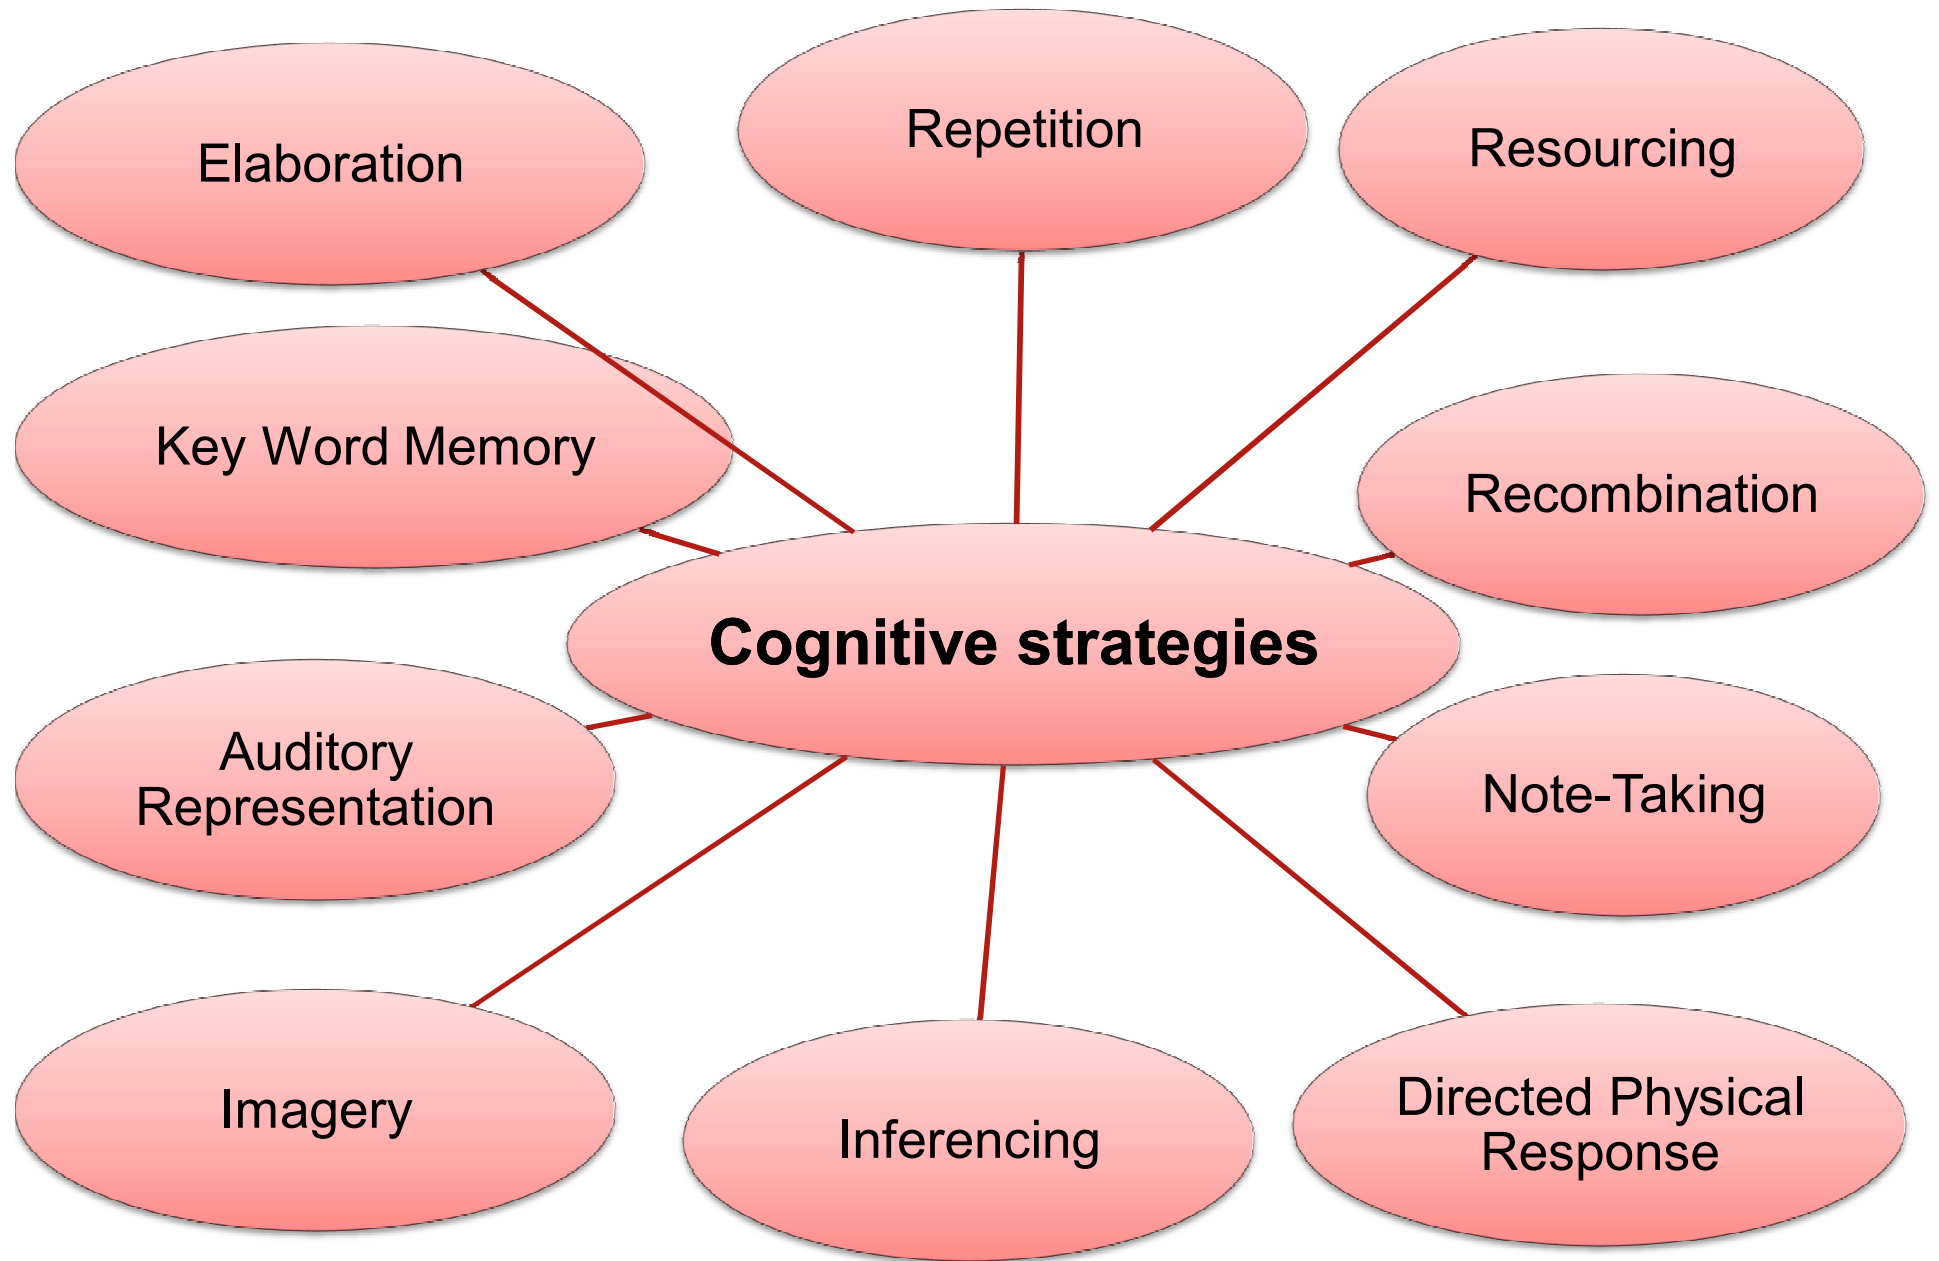 Elaboration
Repetition
Resourcing
Key Word Memory
Recombination
Cognitive strategies
Auditory
Representation
Note-Taking
Imagery
Inferencing
Directed Physical
Response